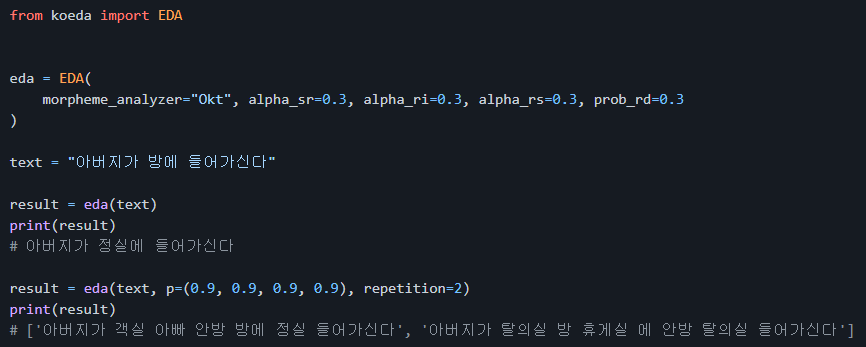 from koeda import EDA
eda = EDA(
morpheme_analyzer="Okt", alpha_sr=0.3, alpha_ri=0.3, alpha_rs=0.3, prob_rd=0.3
)
text = "아버지가 방에 들어가신다"
result = eda(text)
print(result)
# 아버지가 정실에 들어가신다
result = eda(text, p=(0.9, 0.9, 0.9, 0.9), repetition=2)
print(result)
# ['아버지가 객실 아빠 안방 방에 정실 들어가신다', '아버지가 탈의실 방 휴게실 에 안방 탈의실 들어가신다']